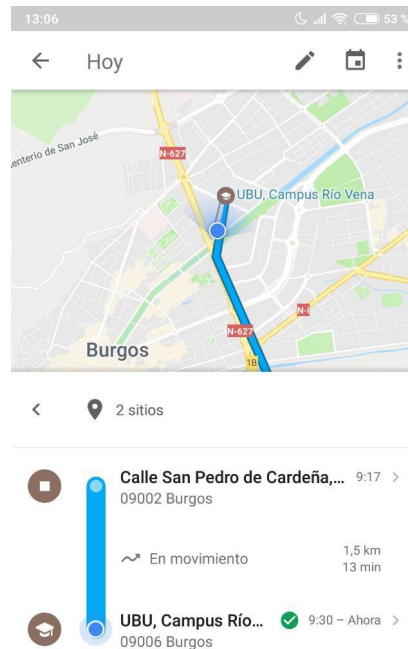 13:06
53 %
Hoy
enterio de San José
N-627
UBU, Campus Río Vena
N-I
N-627
1B
Burgos
2 sitios
Calle San Pedro de Cardeña,... 9:17
09002 Burgos
En movimiento
1,5 km
13 min
UBU, Campus Río... 9:30 – Ahora
09006 Burgos